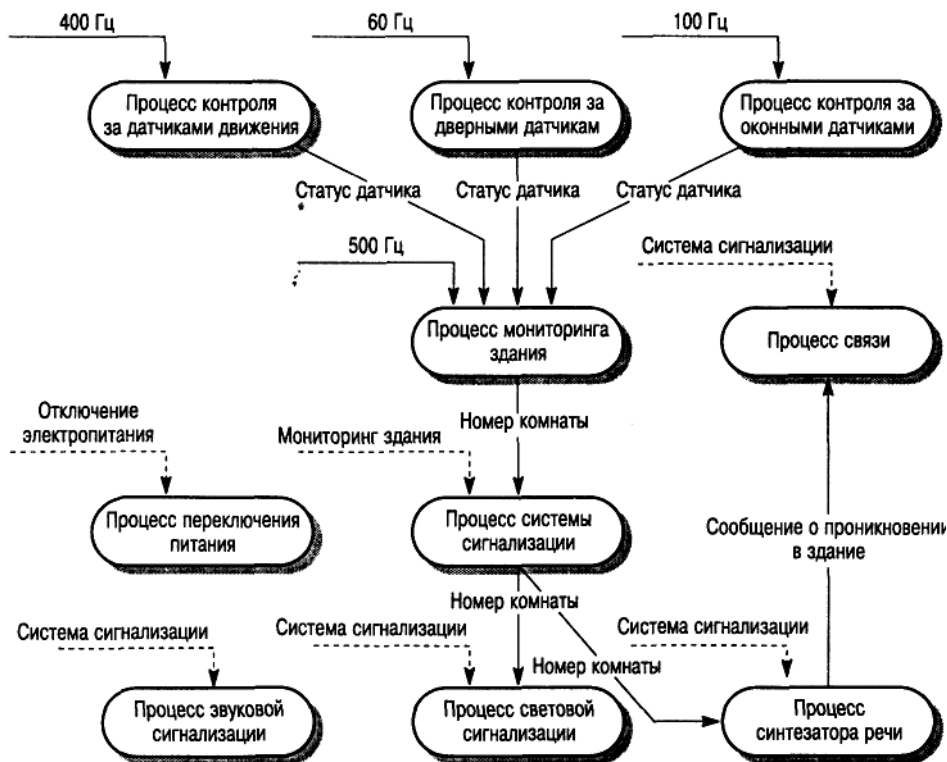 400 Гц
60 Гц
100 Гц
Процесс контроля
за датчиками движения
Процесс контроля за
дверными датчикам
Процесс контроля за
оконными датчиками
Статус датчика
Статус датчика
Статус датчика
500 Гц
Система сигнализации
Процесс мониторинга
здания
Процесс связи
Номер комнаты
Отключение
электропитания
Мониторинг здания
Процесс переключения
питания
Процесс системы
сигнализации
Сообщение о проникновении
в здание
Номер комнаты
Система сигнализации
Система сигнализации
Система сигнализации
Номер комнаты
Процесс звуковой
сигнализации
Процесс световой
сигнализации
Процесс
синтезатора речи